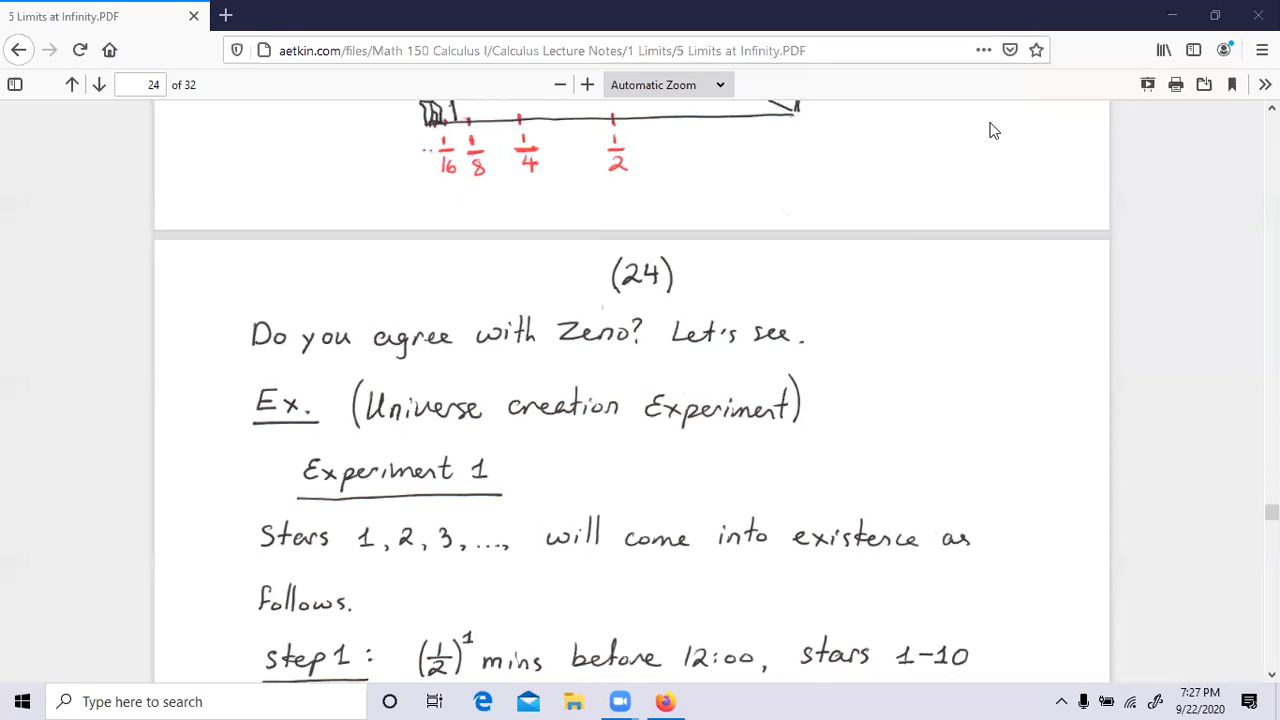 5 Limits at Infinity.PDF
aetkin.com/files/Math 150 Calculus I/Calculus Lecture Notes/1 Limits/5 Limits at Infinity.PDF
24 of 32
Automatic Zoom
1/16 1/8 1/4 1/2
(24)
Do you agree with Zeno? Let's see.
Ex. (Universe creation Experiment)
Experiment 1
Stars 1, 2, 3, ..., will come into existence as
follows.
step 1 : (1/2)^1 mins before 12:00, stars 1-10
Type here to search
7:27 PM
9/22/2020